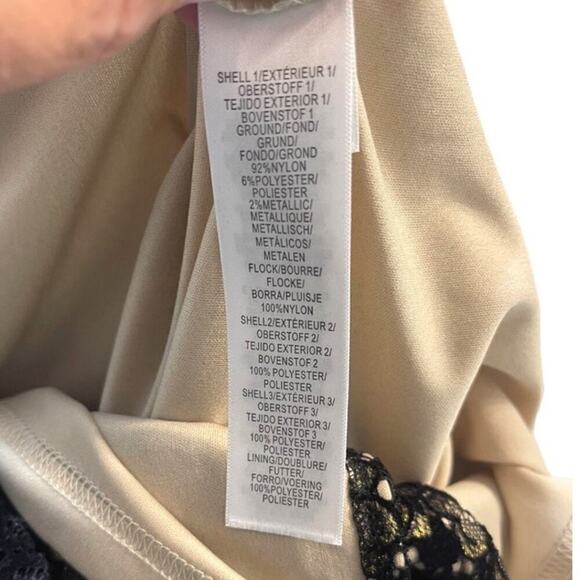 SHELL 1/EXTÉRIEUR 1/
OBERSTOFF 1/
TEJIDO EXTERIOR 1/
BOVENSTOF 1
GROUND/FOND/
GRUND/
FONDO/GROND
92%NYLON
6%POLYESTER/
POLIESTER
2%METALLIC/
METALLIQUE/
METALLISCH/
METÀLICOS/
METALEN
FLOCK/BOURRE/
FLOCKE/
BORRA/PLUISJE
100%NYLON
SHELL2/EXTÉRIEUR 2/
OBERSTOFF 2/
TEJIDO EXTERIOR 2/
BOVENSTOF 2
100% POLYESTER/
POLIESTER
SHELL3/EXTÉRIEUR 3/
OBERSTOFF 3/
TEJIDO EXTERIOR 3/
BOVENSTOF 3
100% POLYESTER/
POLIESTER
LINING/DOUBLURE/
FUTTER/
FORRO/VOERING
100%POLYESTER/
POLIESTER